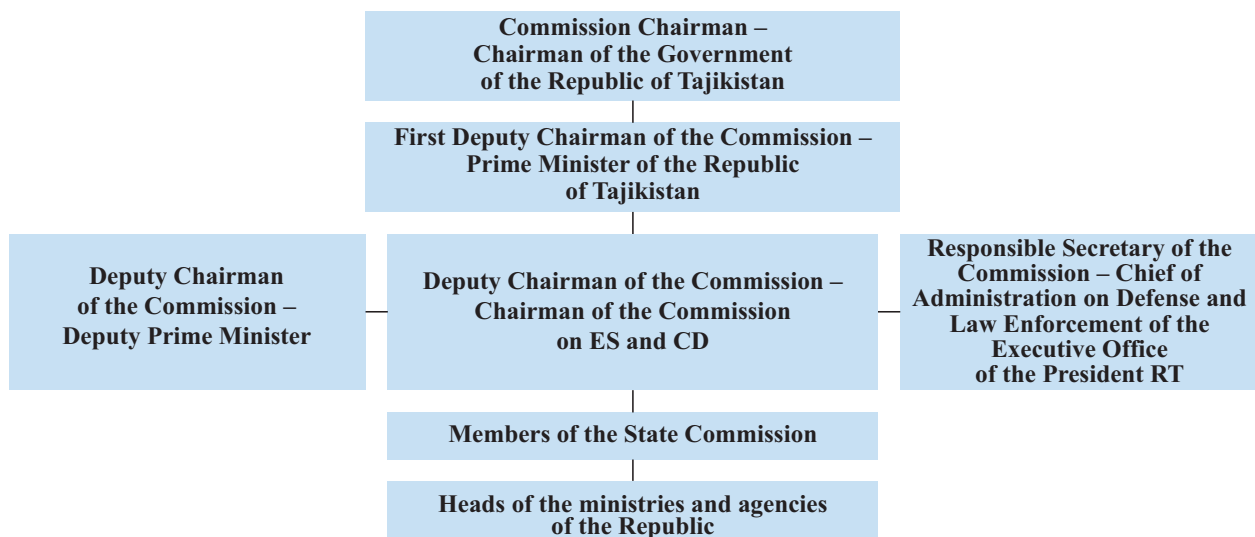 Commission Chairman –
Chairman of the Government
of the Republic of Tajikistan
First Deputy Chairman of the Commission –
Prime Minister of the Republic
of Tajikistan
Deputy Chairman
of the Commission –
Deputy Prime Minister
Deputy Chairman of the Commission –
Chairman of the Commission
on ES and CD
Responsible Secretary of the
Commission – Chief of
Administration on Defense and
Law Enforcement of the
Executive Office
of the President RT
Members of the State Commission
Heads of the ministries and agencies
of the Republic